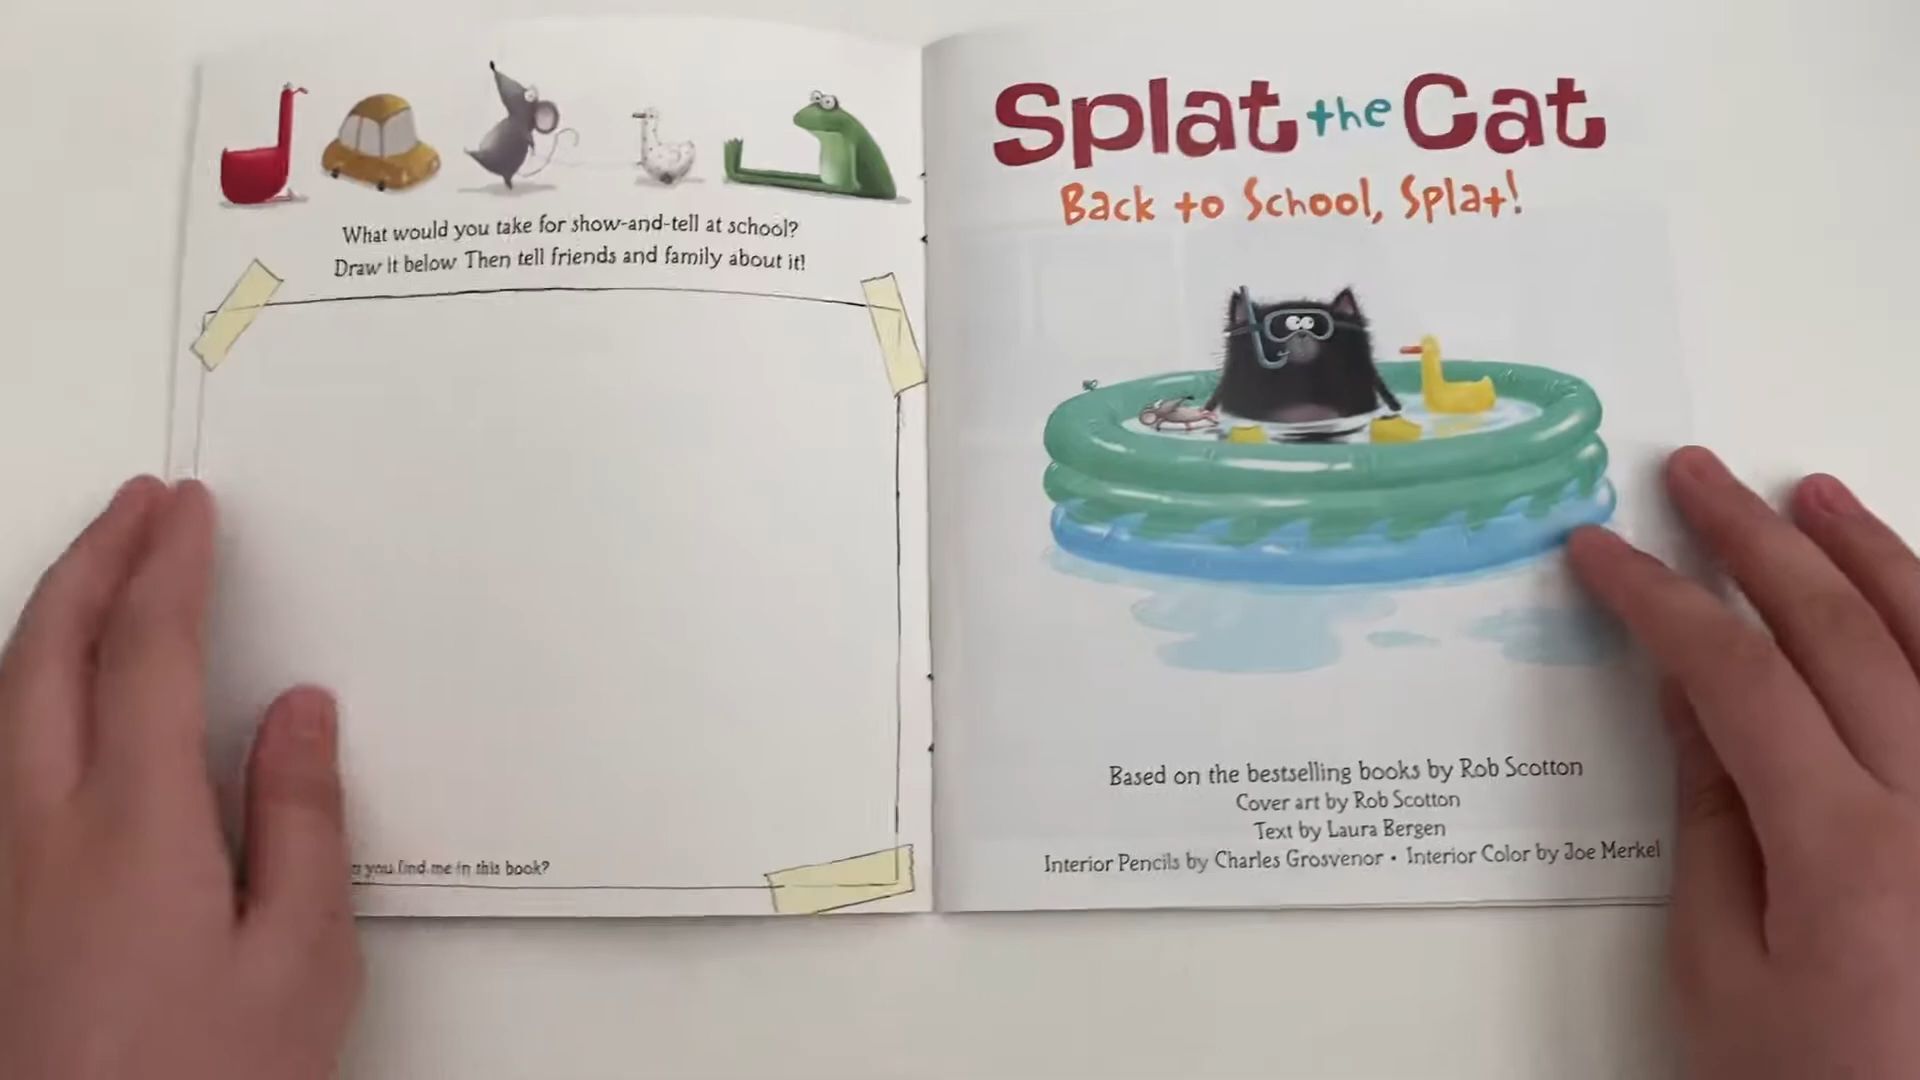 What would you take for show-and-tell at school?
Draw it below Then tell friends and family about it!
you find me in this book?
Splat the Cat
Back to School, Splat!
Based on the bestselling books by Rob Scotton
Cover art by Rob Scotton
Text by Laura Bergen
Interior Pencils by Charles Grosvenor • Interior Color by Joe Merkel